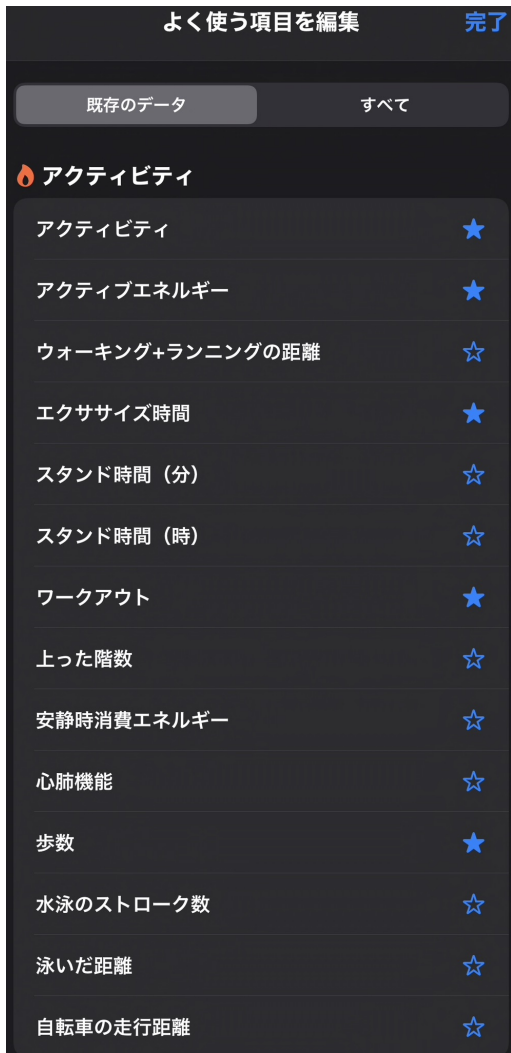 よく使う項目を編集 完了
既存のデータ すべて
アクティビティ
アクティビティ
アクティブエネルギー
ウォーキング+ランニングの距離
エクササイズ時間
スタンド時間（分）
スタンド時間（時）
ワークアウト
上った階数
安静時消費エネルギー
心肺機能
歩数
水泳のストローク数
泳いだ距離
自転車の走行距離